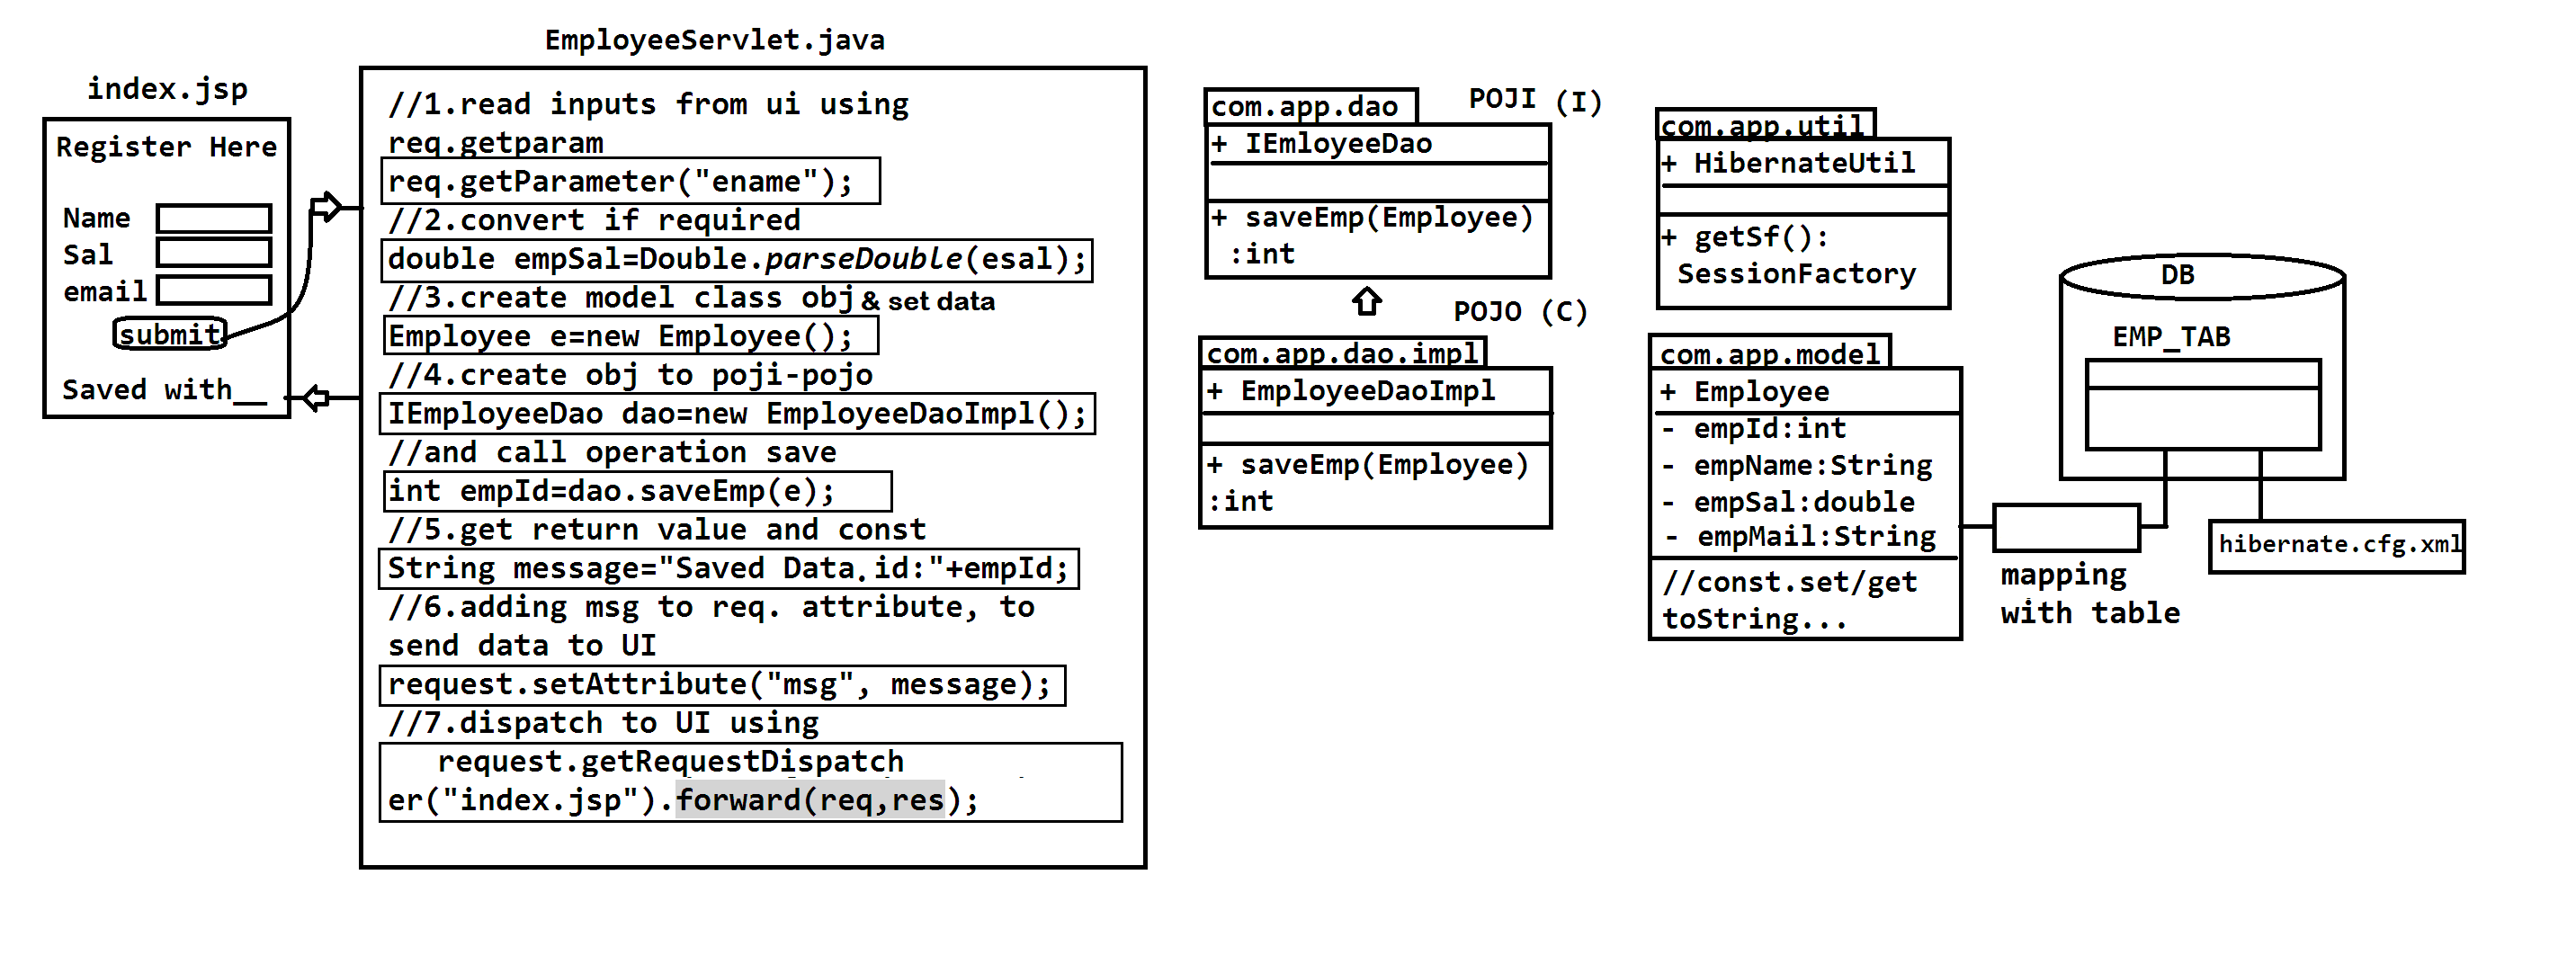 EmployeeServlet.java
index.jsp
Register Here
Name
Sal
email
submit
Saved with__
//1.read inputs from ui using
req.getparam
req.getParameter("ename");
//2.convert if required
double empSal=Double.parseDouble(esal);
//3.create model class obj & set data
Employee e=new Employee();
//4.create obj to poji-pojo
IEmployeeDao dao=new EmployeeDaoImpl();
//and call operation save
int empId=dao.saveEmp(e);
//5.get return value and const
String message="Saved Data.id:"+empId;
//6.adding msg to req. attribute, to
send data to UI
request.setAttribute("msg", message);
//7.dispatch to UI using
request.getRequestDispatch
er("index.jsp").forward(req,res);
POJI (I)
com.app.dao
+ IEmloyeeDao
+ saveEmp(Employee)
:int
POJO (C)
com.app.dao.impl
+ EmployeeDaoImpl
+ saveEmp(Employee)
:int
com.app.util
+ HibernateUtil
+ getSf():
SessionFactory
com.app.model
+ Employee
- empId:int
- empName:String
- empSal:double
- empMail:String
//const.set/get
toString...
DB
EMP_TAB
mapping
with table
hibernate.cfg.xml